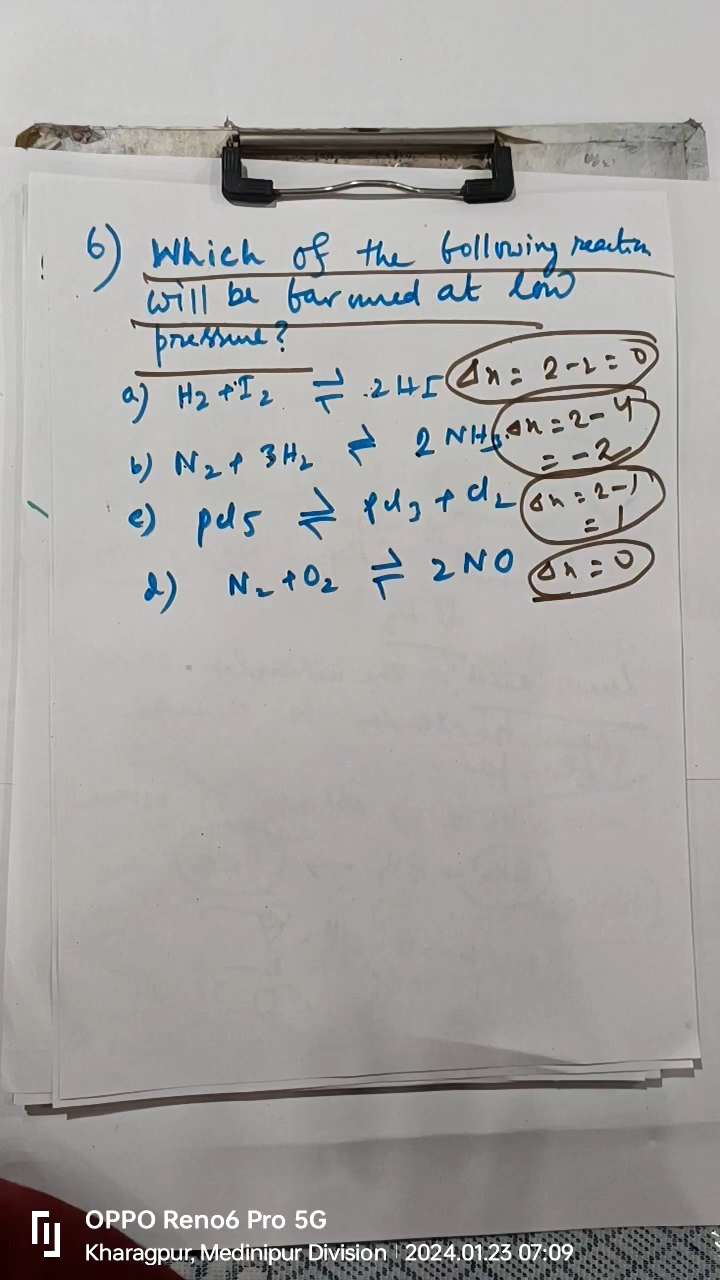 6) Which of the following reaction
will be favoured at low
pressure?
a) H2 + I2 ⇌ 2HI Δn = 2-2 = 0
b) N2 + 3H2 ⇌ 2NH3 Δn = 2-4
= -2
c) pcl5 ⇌ pcl3 + cl2 Δn = 2-1
= 1
d) N2 + O2 ⇌ 2NO Δn = 0
OPPO Reno6 Pro 5G
Kharagpur, Medinipur Division | 2024.01.23 07:09